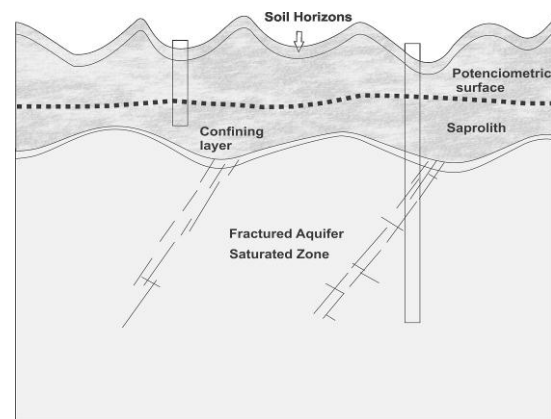 Soil Horizons
Potenciometric
surface
Confining
layer
Saprolith
Fractured Aquifer
Saturated Zone